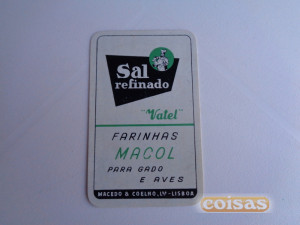 Sal
refinado
"Vatel"
FARINHAS
MACOL
PARA GADO
E AVES
MACEDO & COELHO, Lᴰᴬ - LISBOA
coisas